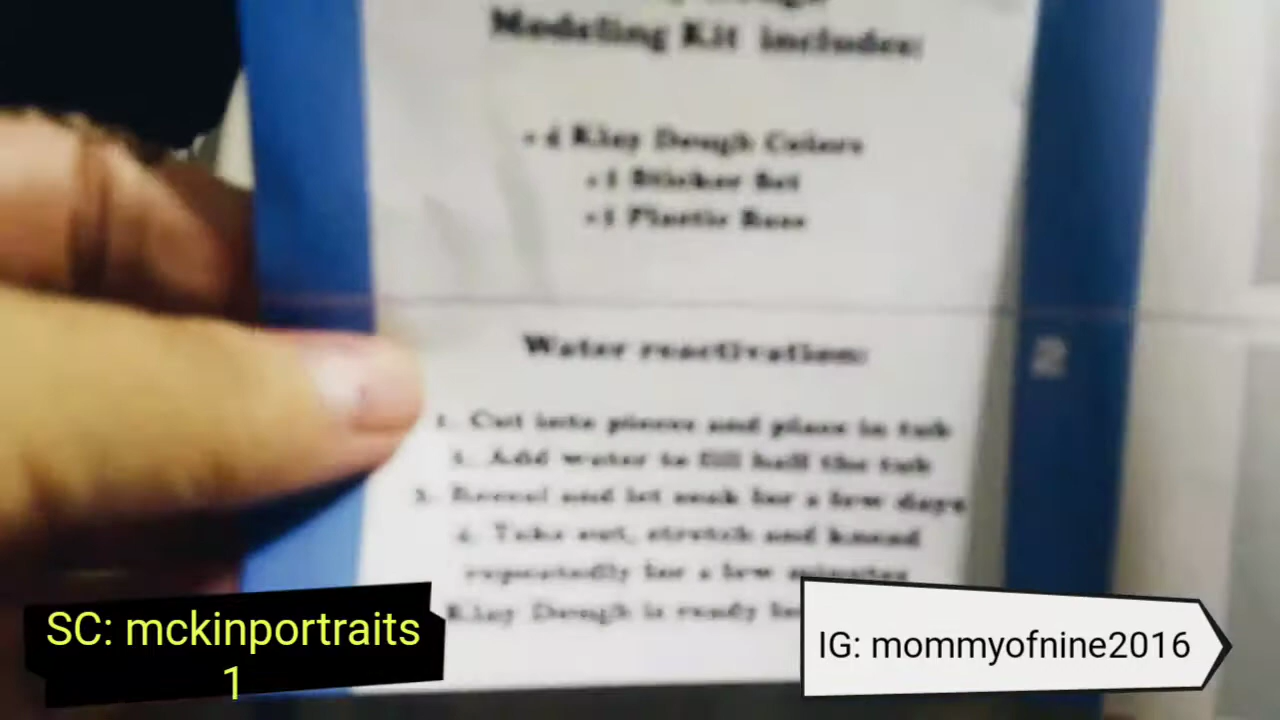 Modeling Kit includes:
• 4 Klay Dough Colors
• 1 Sticker Set
• 1 Plastic Base
Water reactivation:
1. Cut into pieces and place in tub
2. Add water to fill half the tub
3. Reseal and let soak for a few days
4. Take out, stretch and knead
repeatedly for a few minutes
Klay Dough is ready
SC: mckinportraits
1
IG: mommyofnine2016